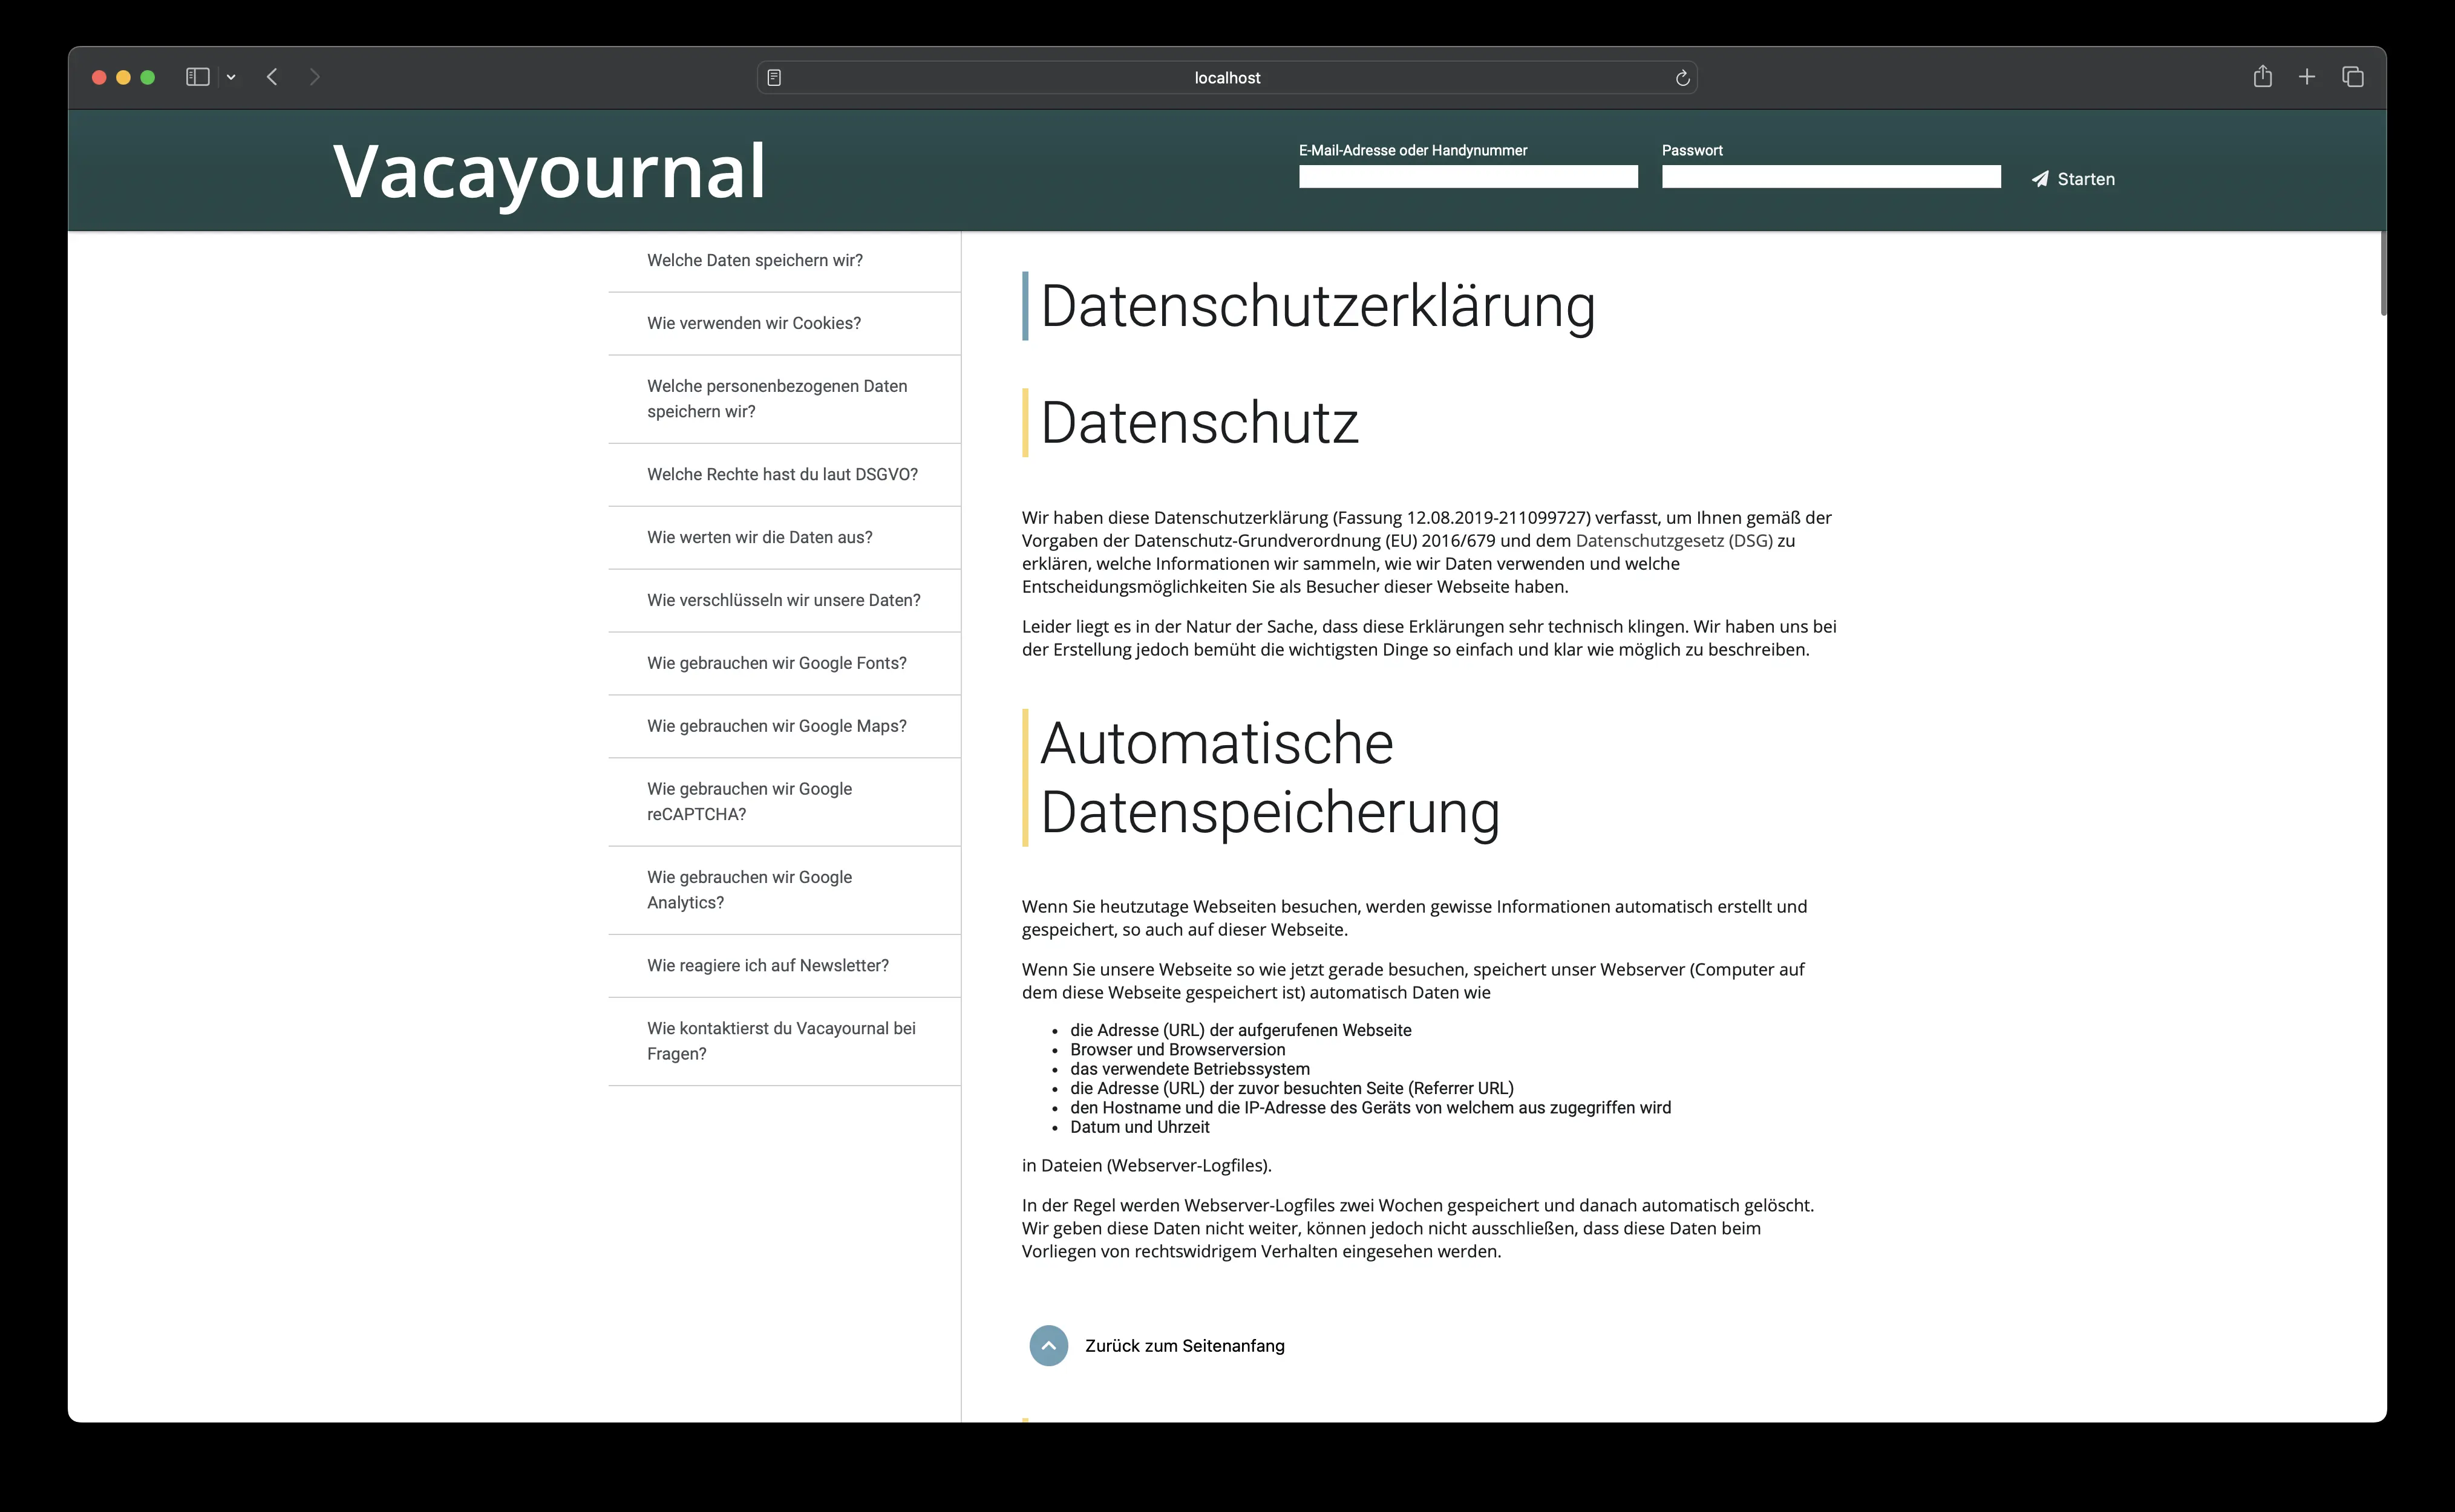 localhost
Vacayournal
E-Mail-Adresse oder Handynummer
Passwort
Starten
Welche Daten speichern wir?
Wie verwenden wir Cookies?
Welche personenbezogenen Daten
speichern wir?
Welche Rechte hast du laut DSGVO?
Wie werten wir die Daten aus?
Wie verschlüsseln wir unsere Daten?
Wie gebrauchen wir Google Fonts?
Wie gebrauchen wir Google Maps?
Wie gebrauchen wir Google
reCAPTCHA?
Wie gebrauchen wir Google
Analytics?
Wie reagiere ich auf Newsletter?
Wie kontaktierst du Vacayournal bei
Fragen?
Datenschutzerklärung
Datenschutz
Wir haben diese Datenschutzerklärung (Fassung 12.08.2019-211099727) verfasst, um Ihnen gemäß der
Vorgaben der Datenschutz-Grundverordnung (EU) 2016/679 und dem Datenschutzgesetz (DSG) zu
erklären, welche Informationen wir sammeln, wie wir Daten verwenden und welche
Entscheidungsmöglichkeiten Sie als Besucher dieser Webseite haben.
Leider liegt es in der Natur der Sache, dass diese Erklärungen sehr technisch klingen. Wir haben uns bei
der Erstellung jedoch bemüht die wichtigsten Dinge so einfach und klar wie möglich zu beschreiben.
Automatische
Datenspeicherung
Wenn Sie heutzutage Webseiten besuchen, werden gewisse Informationen automatisch erstellt und
gespeichert, so auch auf dieser Webseite.
Wenn Sie unsere Webseite so wie jetzt gerade besuchen, speichert unser Webserver (Computer auf
dem diese Webseite gespeichert ist) automatisch Daten wie
• die Adresse (URL) der aufgerufenen Webseite
• Browser und Browserversion
• das verwendete Betriebssystem
• die Adresse (URL) der zuvor besuchten Seite (Referrer URL)
• den Hostname und die IP-Adresse des Geräts von welchem aus zugegriffen wird
• Datum und Uhrzeit
in Dateien (Webserver-Logfiles).
In der Regel werden Webserver-Logfiles zwei Wochen gespeichert und danach automatisch gelöscht.
Wir geben diese Daten nicht weiter, können jedoch nicht ausschließen, dass diese Daten beim
Vorliegen von rechtswidrigem Verhalten eingesehen werden.
Zurück zum Seitenanfang